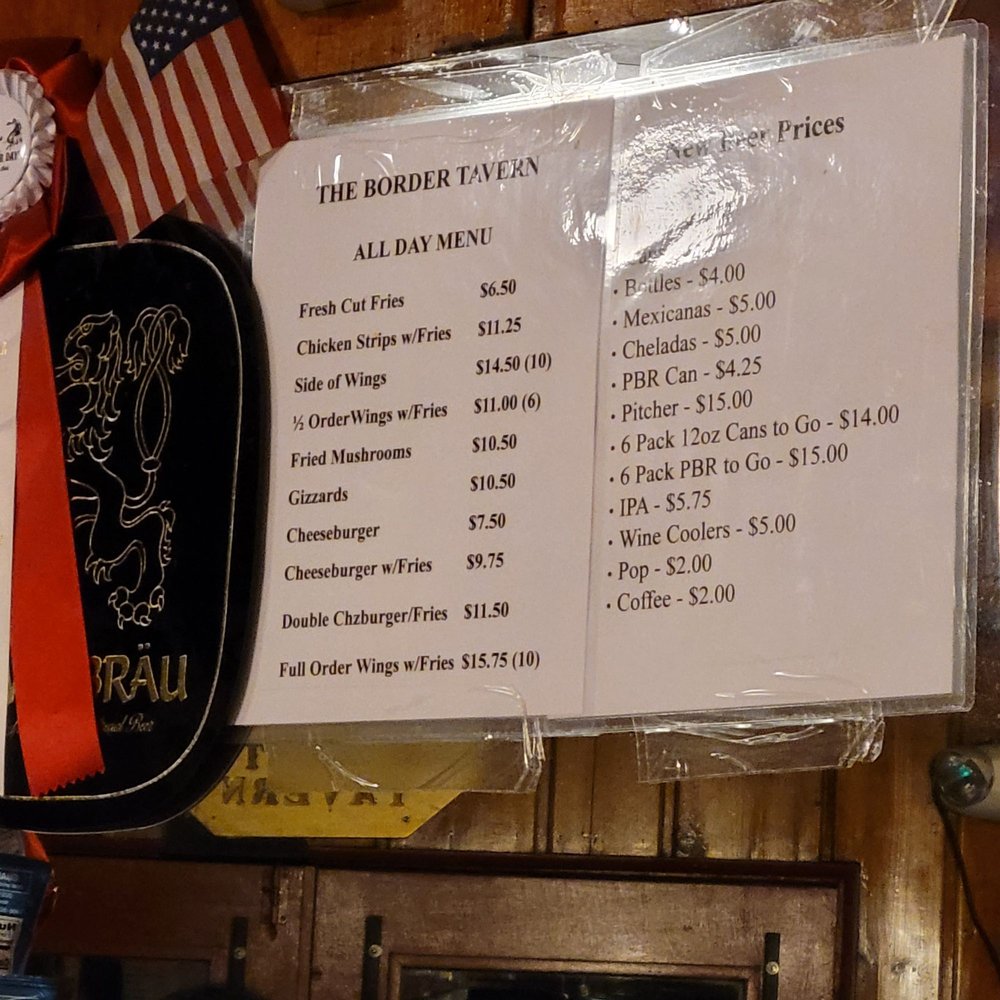 THE BORDER TAVERN
ALL DAY MENU
Fresh Cut Fries $6.50
Chicken Strips w/Fries $11.25
Side of Wings $14.50 (10)
½ OrderWings w/Fries $11.00 (6)
Fried Mushrooms $10.50
Gizzards $10.50
Cheeseburger $7.50
Cheeseburger w/Fries $9.75
Double Chzburger/Fries $11.50
Full Order Wings w/Fries $15.75 (10)
New Beer Prices
• Bottles - $4.00
• Mexicanas - $5.00
• Cheladas - $5.00
• PBR Can - $4.25
• Pitcher - $15.00
• 6 Pack 12oz Cans to Go - $14.00
• 6 Pack PBR to Go - $15.00
• IPA - $5.75
• Wine Coolers - $5.00
• Pop - $2.00
• Coffee - $2.00
BRÄU
Beer
TAVERN
DAY